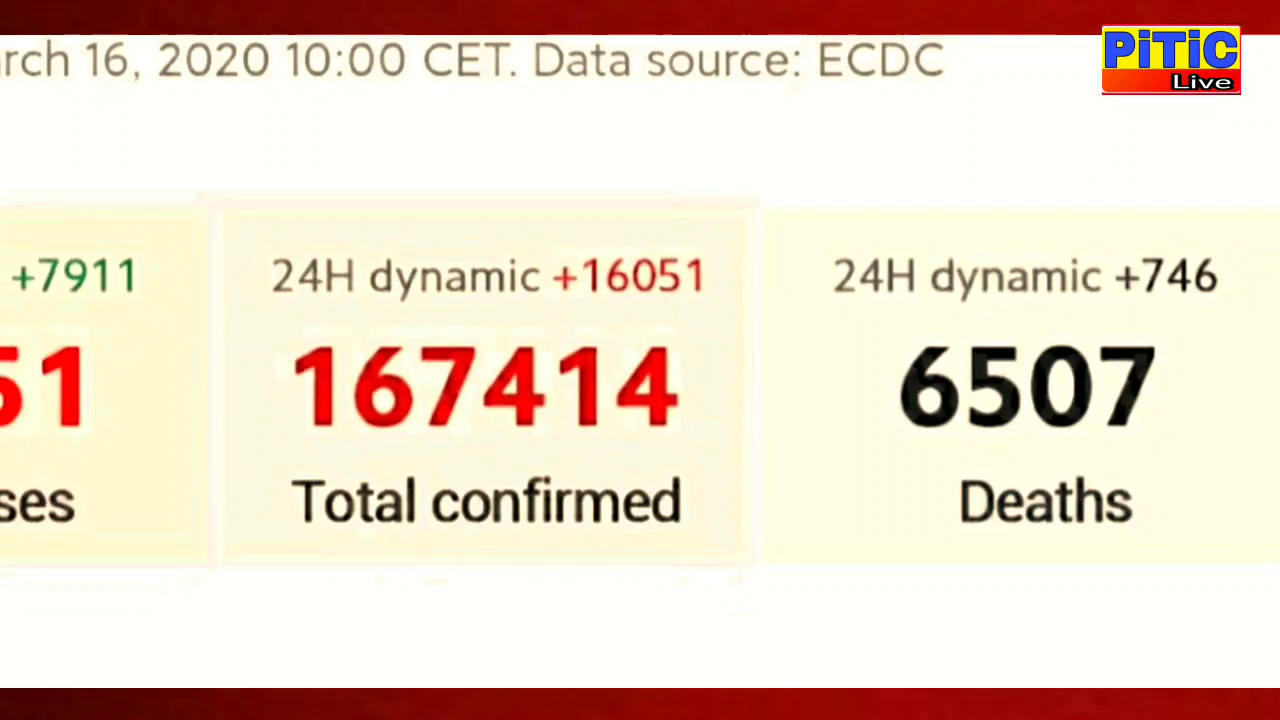 arch 16, 2020 10:00 CET. Data source: ECDC
PiTiC
Live
+7911
24H dynamic +16051
24H dynamic +746
51
167414
6507
ses
Total confirmed
Deaths